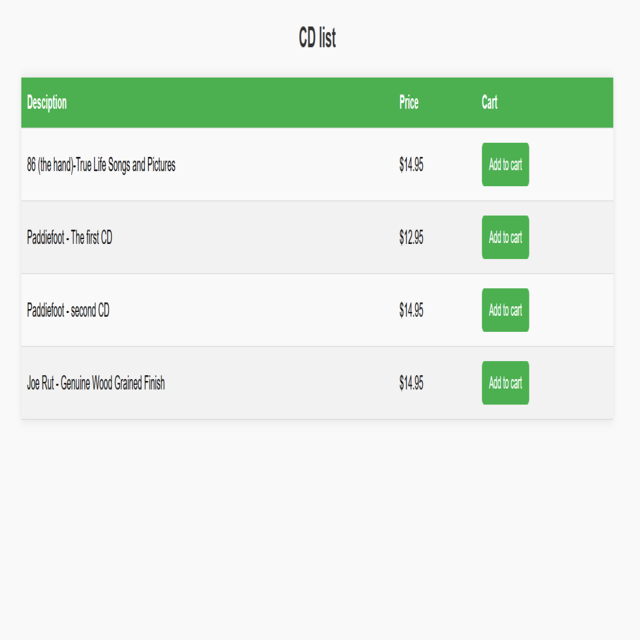 CD list
Desciption Price Cart
86 (the hand)-True Life Songs and Pictures $14.95 Add to cart
Paddiefoot - The first CD $12.95 Add to cart
Paddiefoot - second CD $14.95 Add to cart
Joe Rut - Genuine Wood Grained Finish $14.95 Add to cart